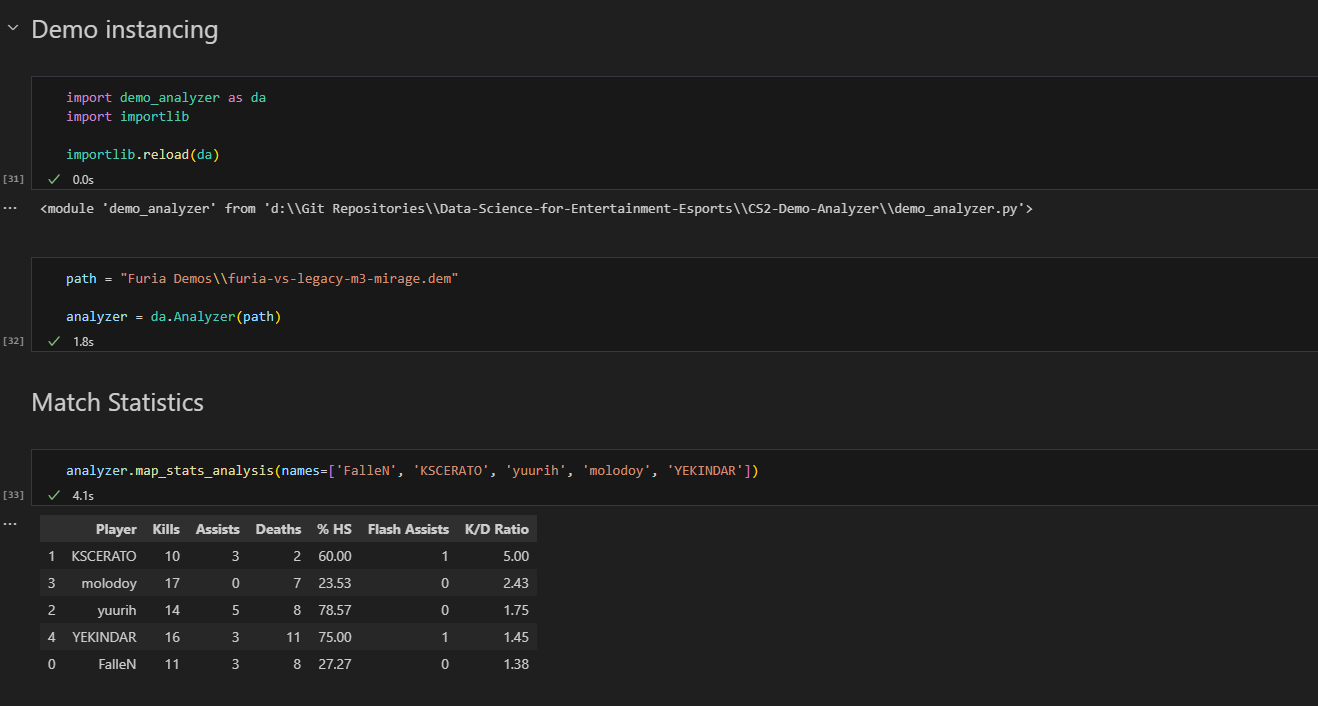 Demo instancing
import demo_analyzer as da
import importlib
importlib.reload(da)
[31]
0.0s
<module 'demo_analyzer' from 'd:\\Git Repositories\\Data-Science-for-Entertainment-Esports\\CS2-Demo-Analyzer\\demo_analyzer.py'>
path = "Furia Demos\\furia-vs-legacy-m3-mirage.dem"
analyzer = da.Analyzer(path)
[32]
1.8s
Match Statistics
analyzer.map_stats_analysis(names=['FalleN', 'KSCERATO', 'yuurih', 'molodoy', 'YEKINDAR'])
[33]
4.1s
Player Kills Assists Deaths % HS Flash Assists K/D Ratio
1 KSCERATO 10 3 2 60.00 1 5.00
3 molodoy 17 0 7 23.53 0 2.43
2 yuurih 14 5 8 78.57 0 1.75
4 YEKINDAR 16 3 11 75.00 1 1.45
0 FalleN 11 3 8 27.27 0 1.38